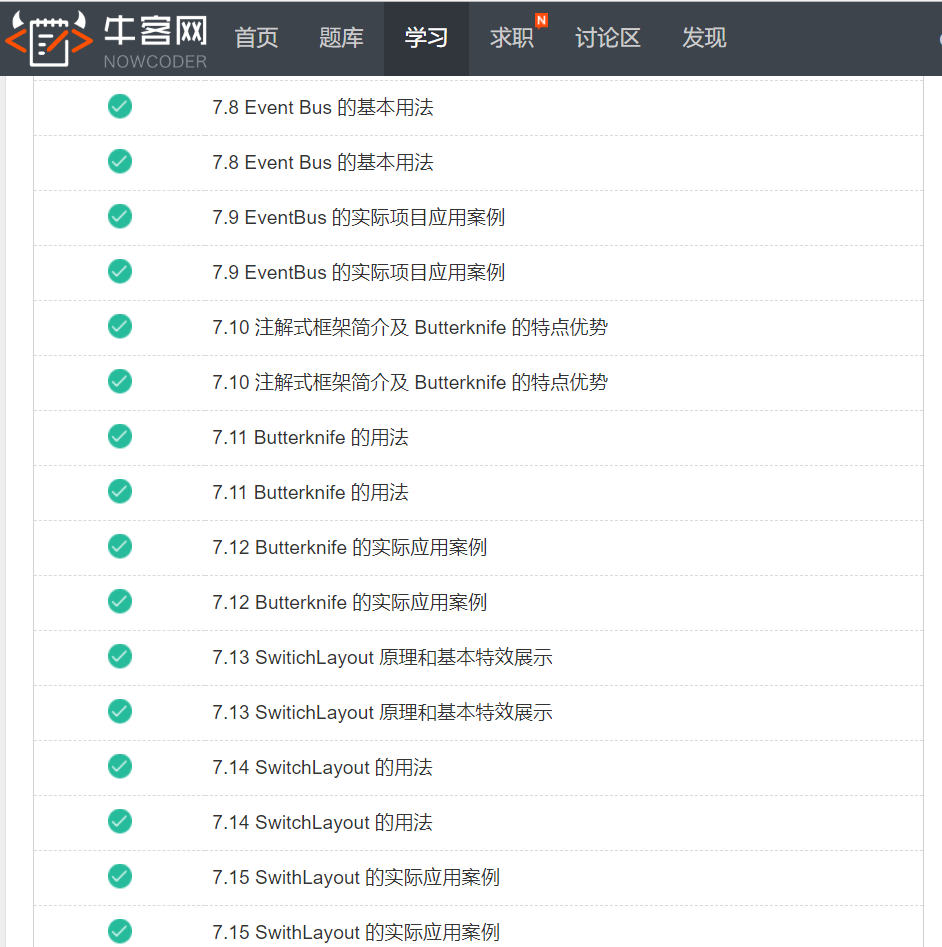 牛客网
NOWCODER
首页 题库 学习 求职 N 讨论区 发现
7.8 Event Bus 的基本用法
7.8 Event Bus 的基本用法
7.9 EventBus 的实际项目应用案例
7.9 EventBus 的实际项目应用案例
7.10 注解式框架简介及 Butterknife 的特点优势
7.10 注解式框架简介及 Butterknife 的特点优势
7.11 Butterknife 的用法
7.11 Butterknife 的用法
7.12 Butterknife 的实际应用案例
7.12 Butterknife 的实际应用案例
7.13 SwitichLayout 原理和基本特效展示
7.13 SwitichLayout 原理和基本特效展示
7.14 SwitchLayout 的用法
7.14 SwitchLayout 的用法
7.15 SwithLayout 的实际应用案例
7.15 SwithLayout 的实际应用案例